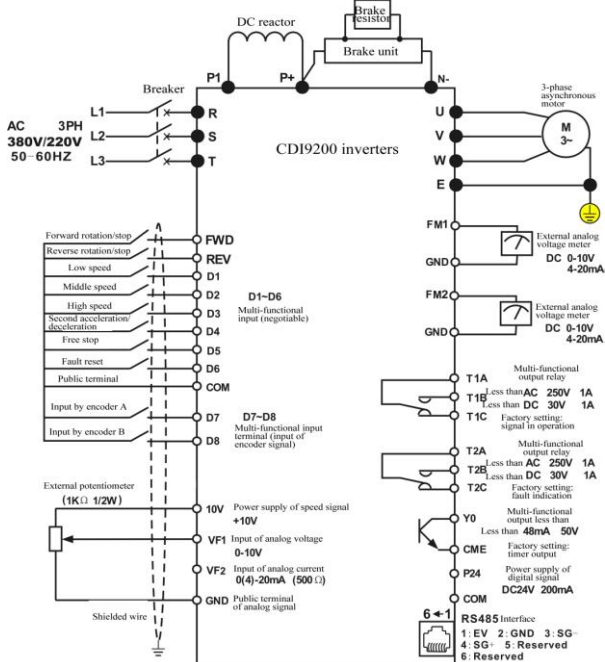 Brake
resistor
DC reactor
Brake unit
P1
P+
N-
Breaker
L1
R
AC 3PH
380V/220V
50-60HZ
L2
S
L3
T
CDI9200 inverters
3-phase
asynchronous
motor
U
V
W
E
M
3~
Forward rotation/stop
FWD
Reverse rotation/stop
REV
Low speed
D1
Middle speed
D2
High speed
D3
Second acceleration/
deceleration
D4
Free stop
D5
Fault reset
D6
Public terminal
COM
D1~D6
Multi-functional
input (negotiable)
Input by encoder A
D7
Input by encoder B
D8
D7~D8
Multi-functional input
terminal (input of
encoder signal)
External potentiometer
(1KΩ 1/2W)
10V
Power supply of speed signal
+10V
VF1
Input of analog voltage
0-10V
VF2
Input of analog current
0(4)-20mA (500Ω)
GND
Public terminal
of analog signal
Shielded wire
FM1
GND
External analog
voltage meter
DC 0-10V
4-20mA
FM2
GND
External analog
voltage meter
DC 0-10V
4-20mA
T1A
T1B
T1C
Multi-functional
output relay
Less than AC 250V 1A
Less than DC 30V 1A
Factory setting:
signal in operation
T2A
T2B
T2C
Multi-functional
output relay
Less than AC 250V 1A
Less than DC 30V 1A
Factory setting:
fault indication
Y0
Multi-functional
output less than
Less than 48mA 50V
CME
Factory setting:
timer output
P24
Power supply of
digital signal
DC24V 200mA
COM
6←1
RS485 Interface
1: EV 2: GND 3: SG-
4: SG+ 5: Reserved
6: Reserved